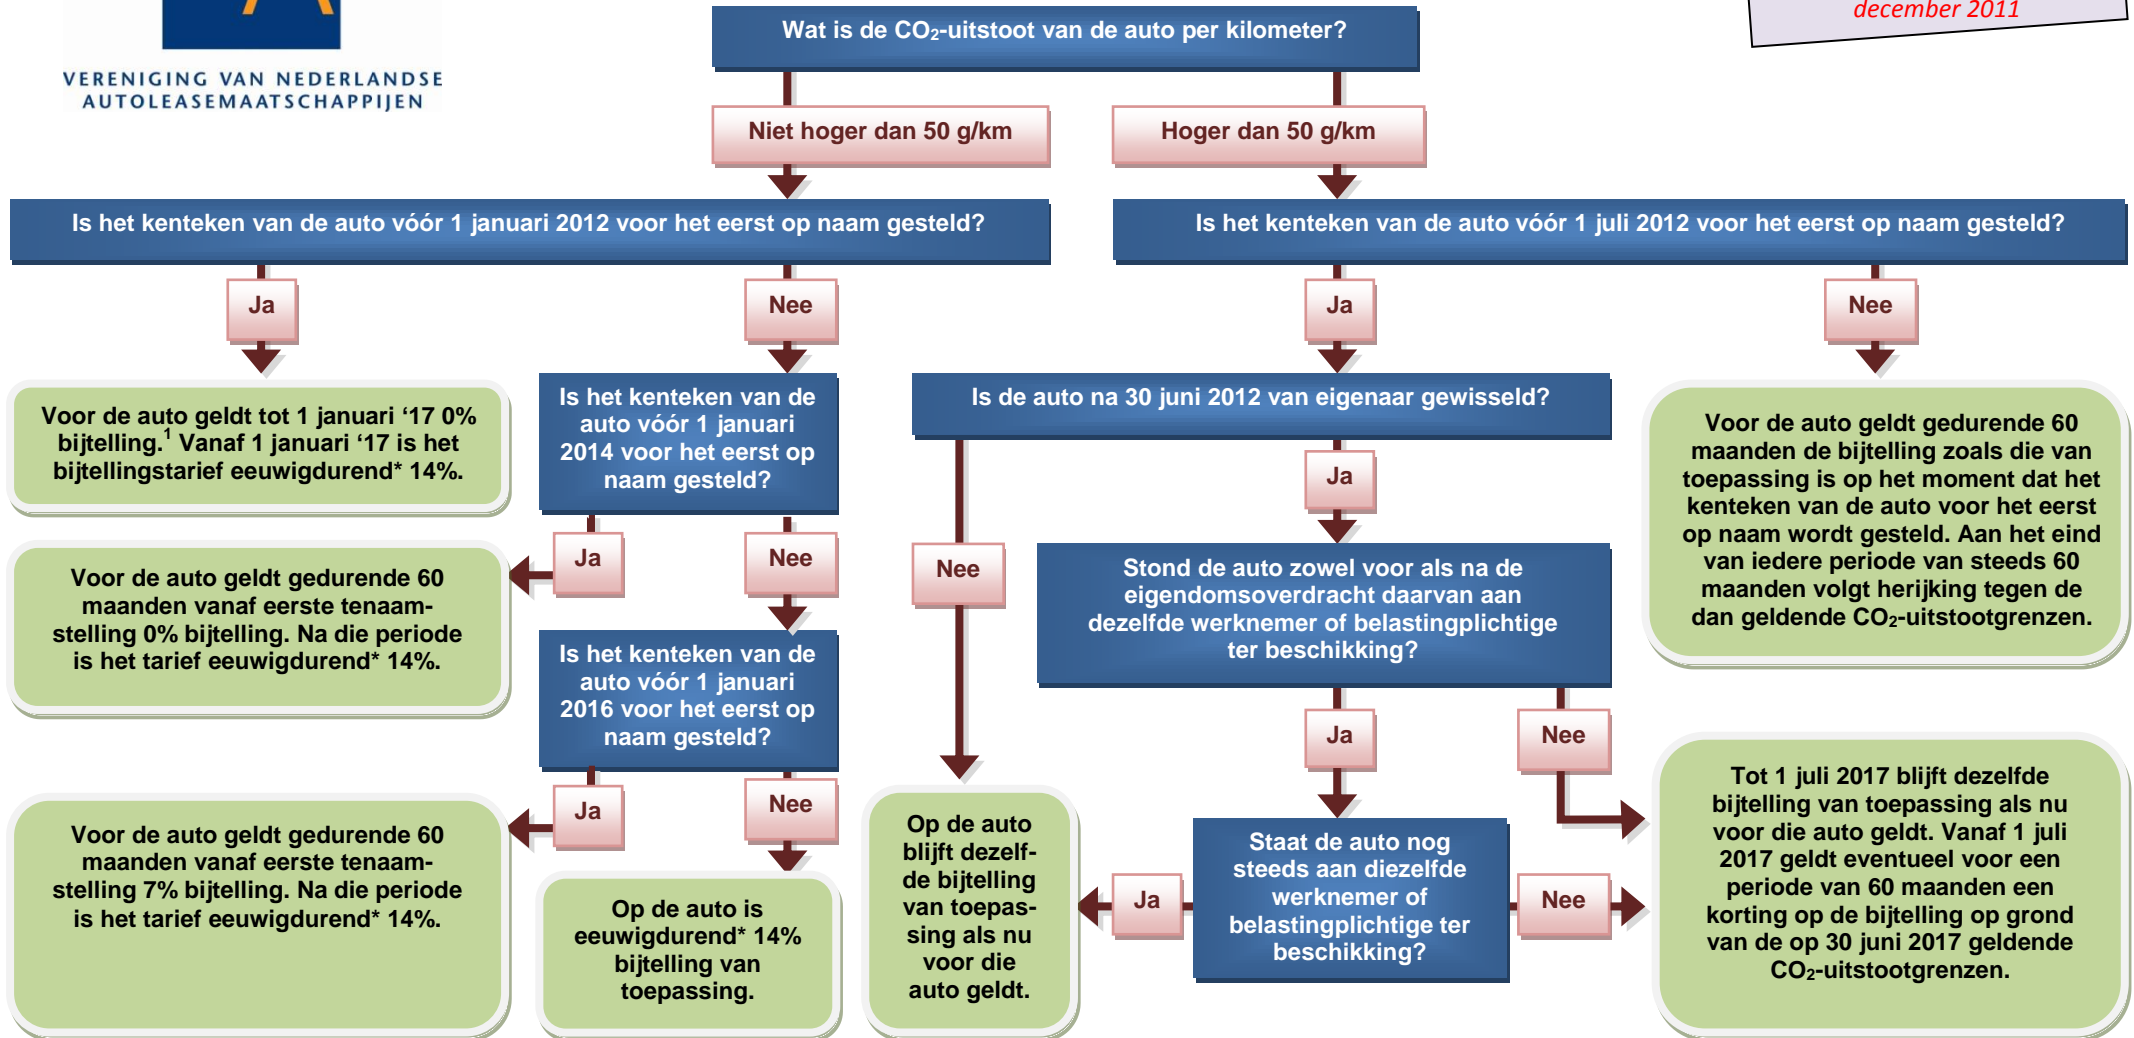 december 2011
VERENIGING VAN NEDERLANDSE
AUTOLEASEMAATSCHAPPIJEN
Wat is de CO₂-uitstoot van de auto per kilometer?
Niet hoger dan 50 g/km
Hoger dan 50 g/km
Is het kenteken van de auto vóór 1 januari 2012 voor het eerst op naam gesteld?
Is het kenteken van de auto vóór 1 juli 2012 voor het eerst op naam gesteld?
Ja
Nee
Ja
Nee
Voor de auto geldt tot 1 januari ‘17 0%
bijtelling.¹ Vanaf 1 januari ‘17 is het
bijtellingstarief eeuwigdurend* 14%.
Is het kenteken van de
auto vóór 1 januari
2014 voor het eerst op
naam gesteld?
Is de auto na 30 juni 2012 van eigenaar gewisseld?
Voor de auto geldt gedurende 60
maanden de bijtelling zoals die van
toepassing is op het moment dat het
kenteken van de auto voor het eerst
op naam wordt gesteld. Aan het eind
van iedere periode van steeds 60
maanden volgt herijking tegen de
dan geldende CO₂-uitstootgrenzen.
Ja
Nee
Nee
Ja
Voor de auto geldt gedurende 60
maanden vanaf eerste tenaam-
stelling 0% bijtelling. Na die periode
is het tarief eeuwigdurend* 14%.
Stond de auto zowel voor als na de
eigendomsoverdracht daarvan aan
dezelfde werknemer of belastingplichtige
ter beschikking?
Is het kenteken van de
auto vóór 1 januari
2016 voor het eerst op
naam gesteld?
Ja
Nee
Ja
Nee
Voor de auto geldt gedurende 60
maanden vanaf eerste tenaam-
stelling 7% bijtelling. Na die periode
is het tarief eeuwigdurend* 14%.
Op de auto is
eeuwigdurend* 14%
bijtelling van
toepassing.
Op de auto
blijft dezelf-
de bijtelling
van toepas-
sing als nu
voor die
auto geldt.
Ja
Staat de auto nog
steeds aan diezelfde
werknemer of
belastingplichtige ter
beschikking?
Nee
Tot 1 juli 2017 blijft dezelfde
bijtelling van toepassing als nu
voor die auto geldt. Vanaf 1 juli
2017 geldt eventueel voor een
periode van 60 maanden een
korting op de bijtelling op grond
van de op 30 juni 2017 geldende
CO₂-uitstootgrenzen.